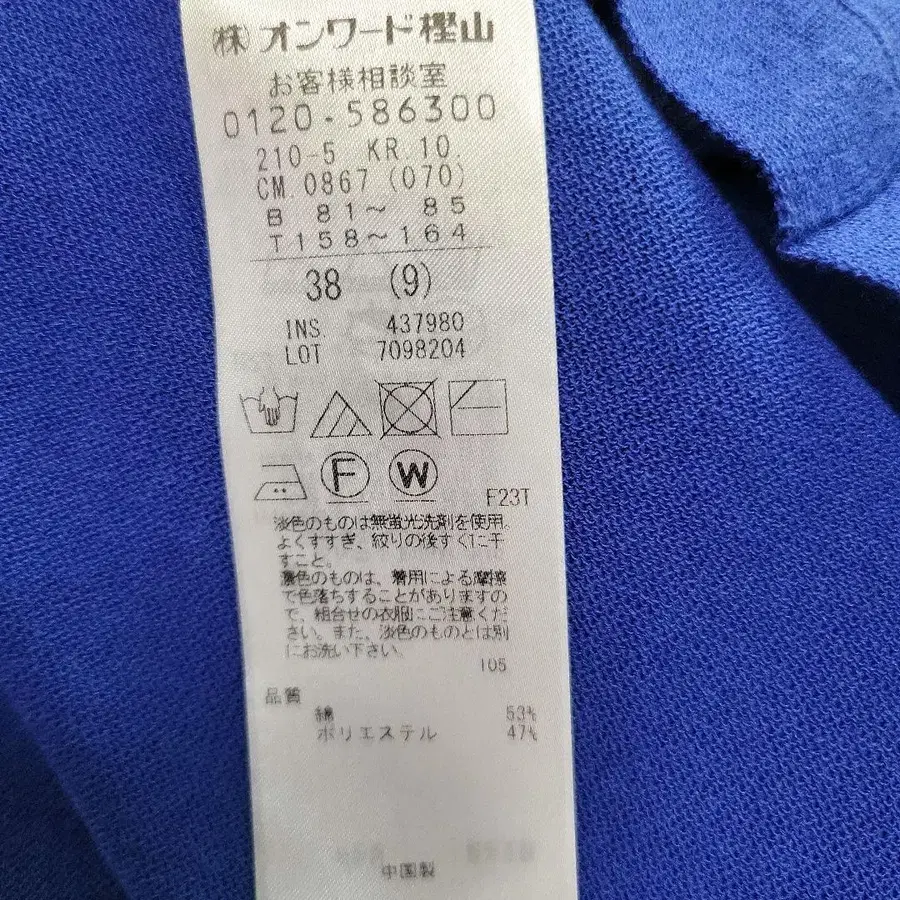 ㈱ オンワード樫山
お客様相談室
0120-586300
210-5 KR 10.
CM 0867 (070)
B 81～ 85
T158～164
38 (9)
INS. 437980
LOT 7098204
F W F23T
淡色のものは無蛍光洗剤を使用。
よくすすぎ、絞りの後すぐに干
すこと。
濃色のものは、着用による摩擦
で色落ちすることがありますの
で、組合せの衣服にご注意くだ
さい。また、淡色のものとは別
にお洗い下さい。
105
品質
綿 53%
ポリエステル 47%
中国製